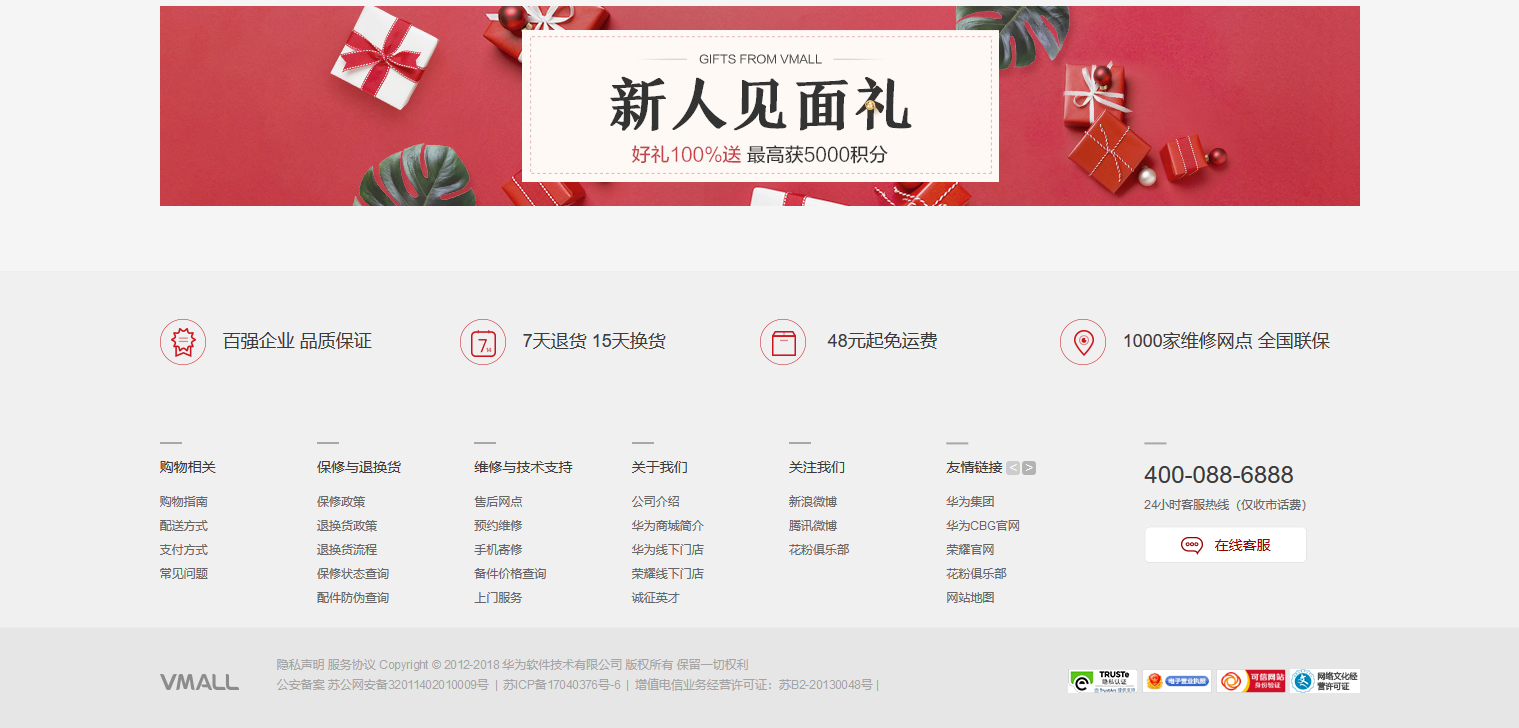 GIFTS FROM VMALL
新人见面礼
好礼100%送 最高获5000积分
百强企业 品质保证
7天退货 15天换货
48元起免运费
1000家维修网点 全国联保
购物相关
购物指南
配送方式
支付方式
常见问题
保修与退换货
保修政策
退换货政策
退换货流程
保修状态查询
配件防伪查询
维修与技术支持
售后网点
预约维修
手机寄修
备件价格查询
上门服务
关于我们
公司介绍
华为商城简介
华为线下门店
荣耀线下门店
诚征英才
关注我们
新浪微博
腾讯微博
花粉俱乐部
友情链接 < >
华为集团
华为CBG官网
荣耀官网
花粉俱乐部
网站地图
400-088-6888
24小时客服热线（仅收市话费）
在线客服
VMALL
隐私声明 服务协议 Copyright © 2012-2018 华为软件技术有限公司 版权所有 保留一切权利
公安备案 苏公网安备32011402010009号 | 苏ICP备17040376号-6 | 增值电信业务经营许可证：苏B2-20130048号 |
TRUSTe
隐私认证
电子营业执照
可信网站
身份验证
网络文化经
营许可证